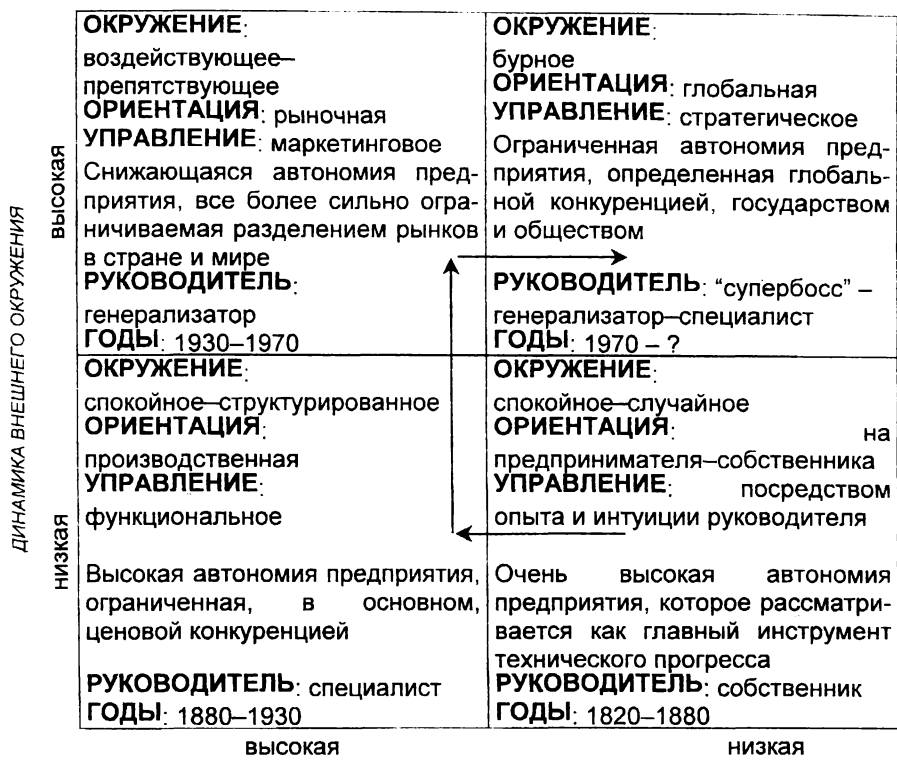 ДИНАМИКА ВНЕШНЕГО ОКРУЖЕНИЯ
высокая
ОКРУЖЕНИЕ:
воздействующее–
препятствующее
ОРИЕНТАЦИЯ: рыночная
УПРАВЛЕНИЕ: маркетинговое
Снижающаяся автономия пред-
приятия, все более сильно огра-
ничиваемая разделением рынков
в стране и мире
РУКОВОДИТЕЛЬ:
генерализатор
ГОДЫ: 1930–1970
ОКРУЖЕНИЕ:
бурное
ОРИЕНТАЦИЯ: глобальная
УПРАВЛЕНИЕ: стратегическое
Ограниченная автономия пред-
приятия, определенная глобаль-
ной конкуренцией, государством
и обществом
РУКОВОДИТЕЛЬ: “супербосс” –
генерализатор–специалист
ГОДЫ: 1970 – ?
низкая
ОКРУЖЕНИЕ:
спокойное–структурированное
ОРИЕНТАЦИЯ:
производственная
УПРАВЛЕНИЕ:
функциональное
Высокая автономия предприятия,
ограниченная, в основном,
ценовой конкуренцией
РУКОВОДИТЕЛЬ: специалист
ГОДЫ: 1880–1930
ОКРУЖЕНИЕ:
спокойное–случайное
ОРИЕНТАЦИЯ: на
предпринимателя–собственника
УПРАВЛЕНИЕ: посредством
опыта и интуиции руководителя
Очень высокая автономия
предприятия, которое рассматри-
вается как главный инструмент
технического прогресса
РУКОВОДИТЕЛЬ: собственник
ГОДЫ: 1820–1880
высокая
низкая